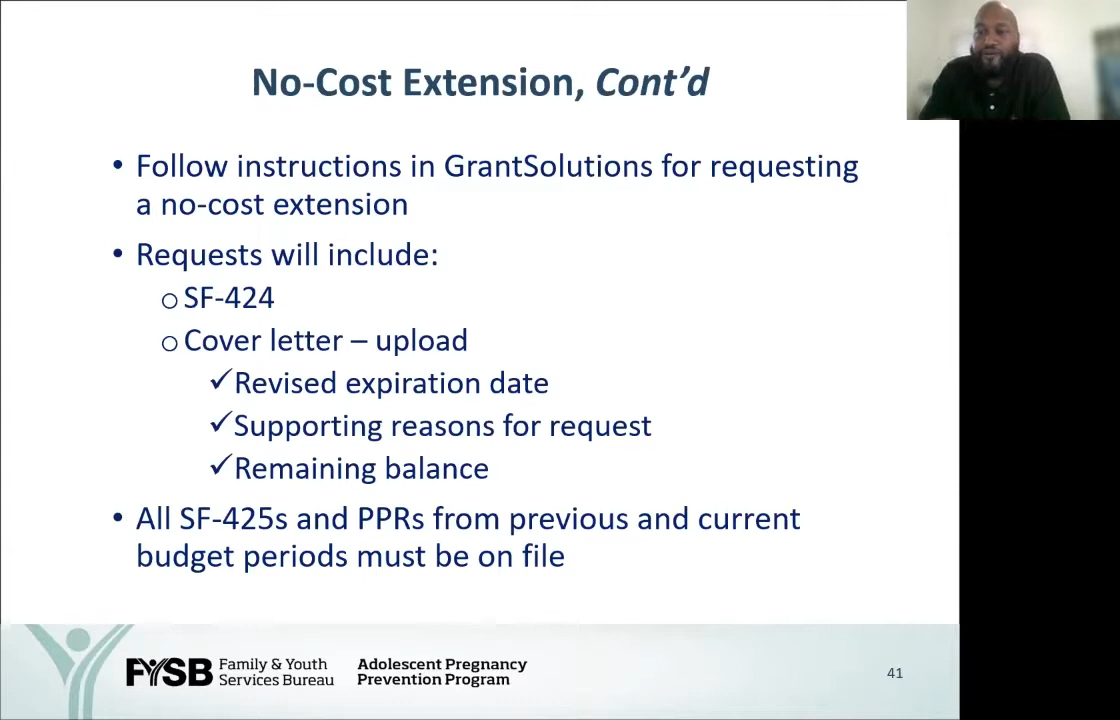 No-Cost Extension, Cont’d
• Follow instructions in GrantSolutions for requesting
a no-cost extension
• Requests will include:
o SF-424
o Cover letter – upload
✓Revised expiration date
✓Supporting reasons for request
✓Remaining balance
• All SF-425s and PPRs from previous and current
budget periods must be on file
FYSB Family & Youth
Services Bureau
Adolescent Pregnancy
Prevention Program
41